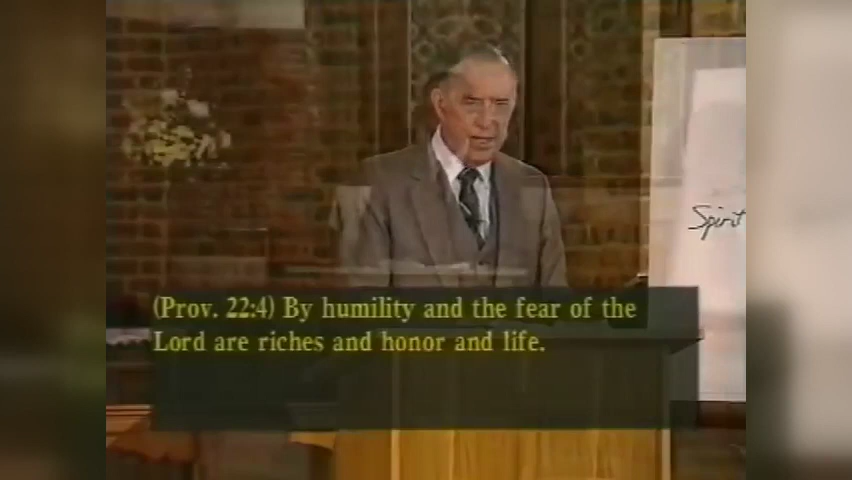 Spirit
(Prov. 22:4) By humility and the fear of the
Lord are riches and honor and life.